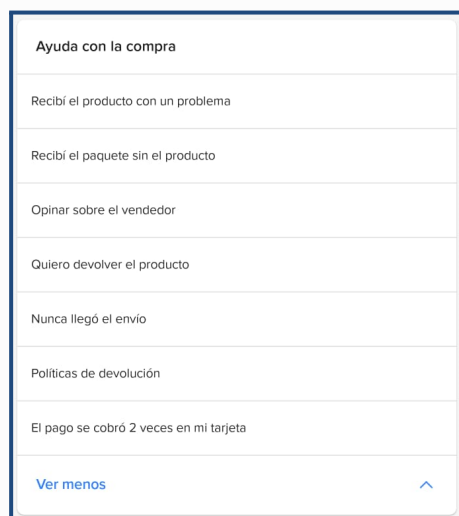 Ayuda con la compra
Recibí el producto con un problema
Recibí el paquete sin el producto
Opinar sobre el vendedor
Quiero devolver el producto
Nunca llegó el envío
Políticas de devolución
El pago se cobró 2 veces en mi tarjeta
Ver menos